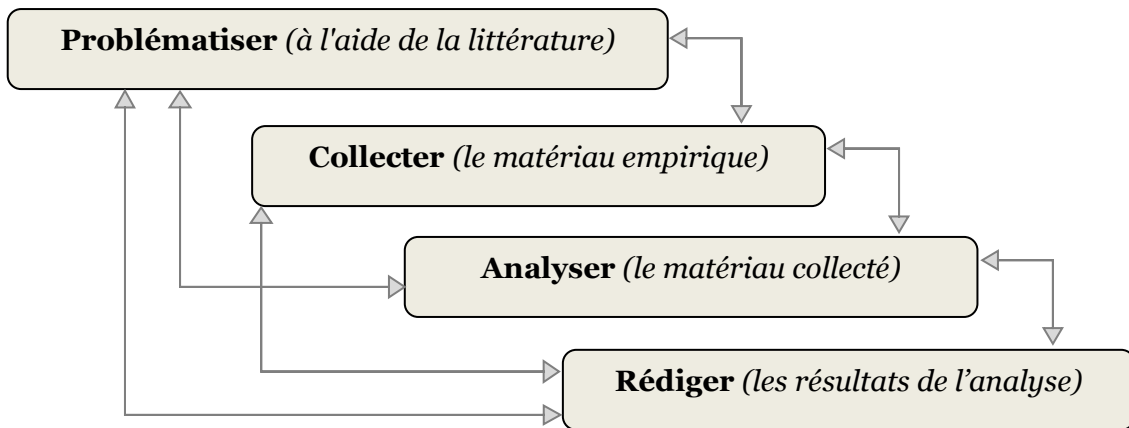 Problématiser (à l'aide de la littérature)
Collecter (le matériau empirique)
Analyser (le matériau collecté)
Rédiger (les résultats de l’analyse)